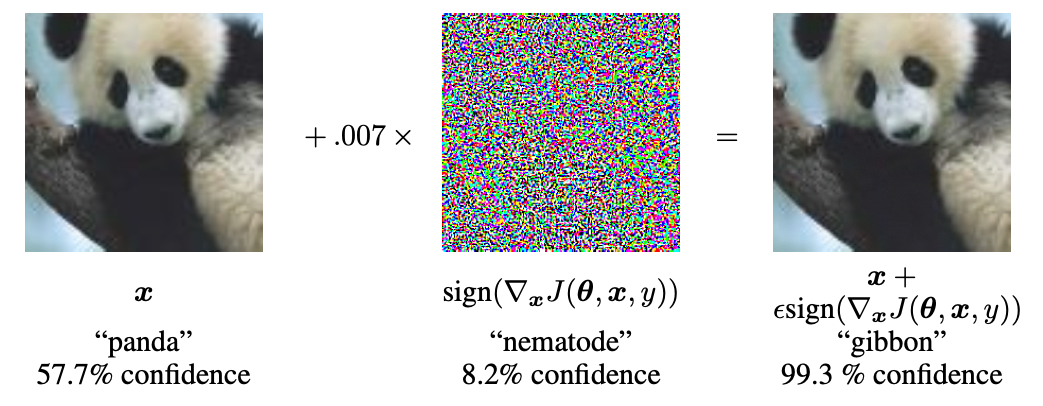 + .007 ×
=
x
sign(∇ₓJ(θ, x, y))
x +
ϵsign(∇ₓJ(θ, x, y))
“panda”
“nematode”
“gibbon”
57.7% confidence
8.2% confidence
99.3 % confidence